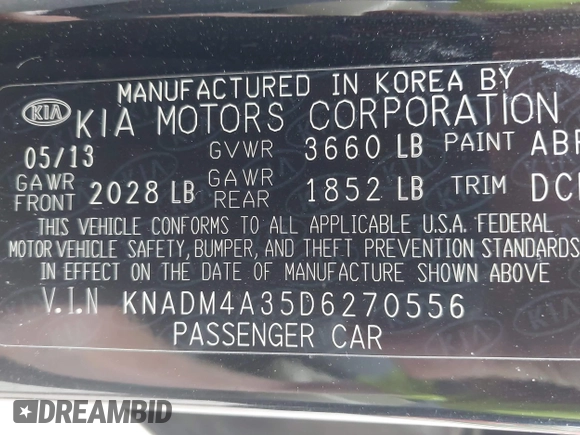 MANUFACTURED IN KOREA BY
KIA KIA MOTORS CORPORATION
05/13 GVWR 3660 LB PAINT
GAWR FRONT 2028 LB GAWR REAR 1852 LB TRIM
THIS VEHICLE CONFORMS TO ALL APPLICABLE U.S.A. FEDERAL
MOTOR VEHICLE SAFETY, BUMPER, AND THEFT PREVENTION STANDARDS
IN EFFECT ON THE DATE OF MANUFACTURE SHOWN ABOVE
V.I.N KNADM4A35D6270556
PASSENGER CAR
DREAMBID